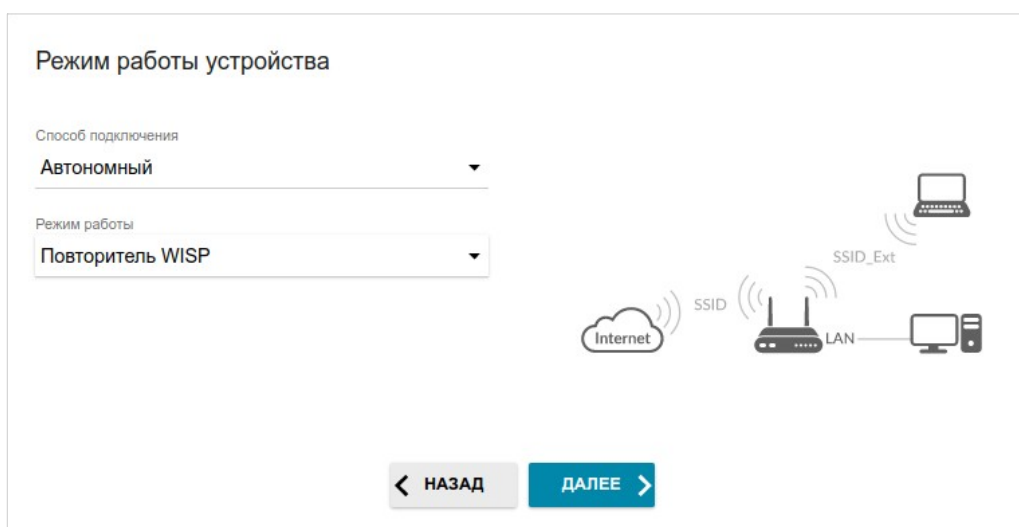 Режим работы устройства
Способ подключения
Автономный
Режим работы
Повторитель WISP
SSID_Ext
SSID
Internet
LAN
НАЗАД
ДАЛЕЕ